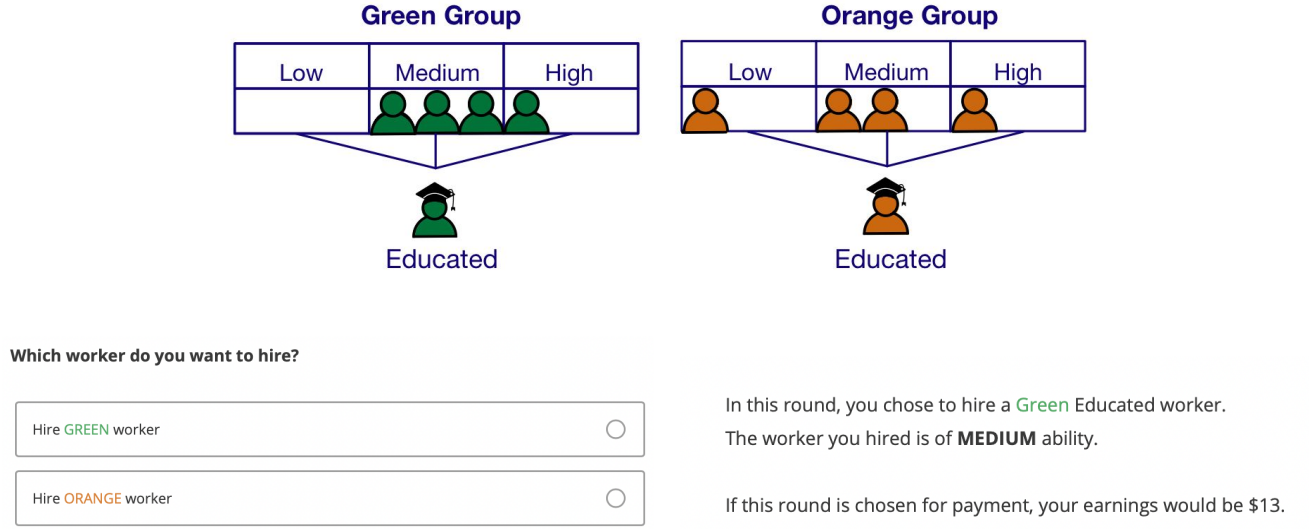 Green Group
Low Medium High
Educated
Orange Group
Low Medium High
Educated
Which worker do you want to hire?
Hire GREEN worker
Hire ORANGE worker
In this round, you chose to hire a Green Educated worker.
The worker you hired is of MEDIUM ability.
If this round is chosen for payment, your earnings would be $13.